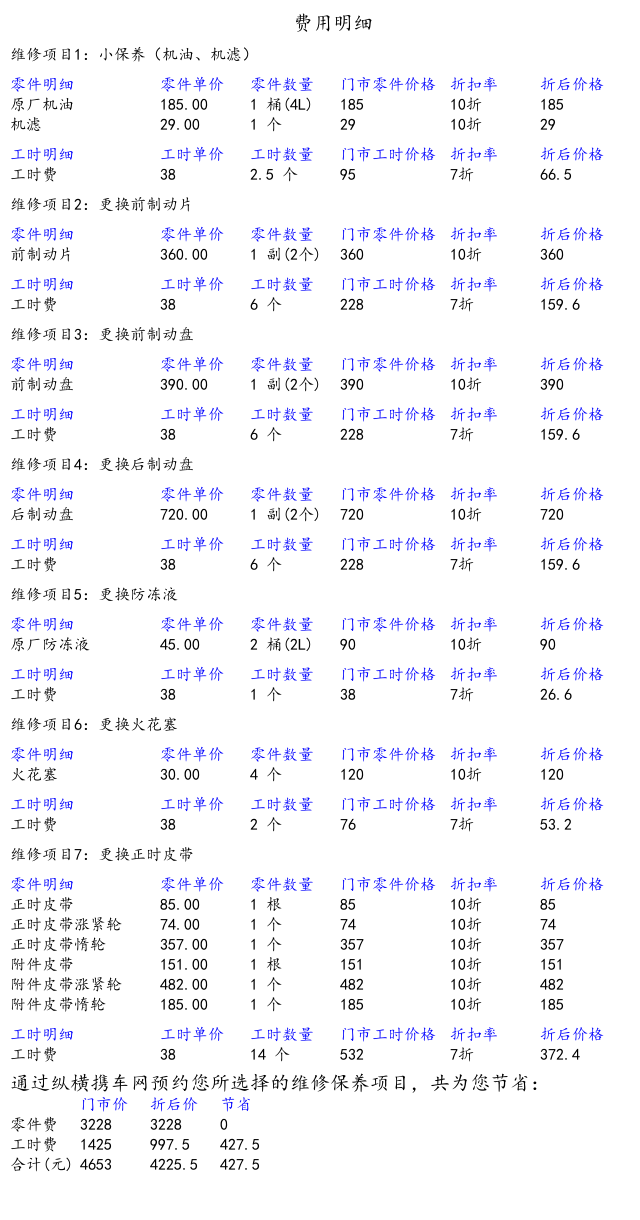 费用明细
维修项目1: 小保养（机油、机滤）
零件明细 零件单价 零件数量 门市零件价格 折扣率 折后价格
原厂机油 185.00 1 桶(4L) 185 10折 185
机滤 29.00 1 个 29 10折 29
工时明细 工时单价 工时数量 门市工时价格 折扣率 折后价格
工时费 38 2.5 个 95 7折 66.5
维修项目2: 更换前制动片
零件明细 零件单价 零件数量 门市零件价格 折扣率 折后价格
前制动片 360.00 1 副(2个) 360 10折 360
工时明细 工时单价 工时数量 门市工时价格 折扣率 折后价格
工时费 38 6 个 228 7折 159.6
维修项目3: 更换前制动盘
零件明细 零件单价 零件数量 门市零件价格 折扣率 折后价格
前制动盘 390.00 1 副(2个) 390 10折 390
工时明细 工时单价 工时数量 门市工时价格 折扣率 折后价格
工时费 38 6 个 228 7折 159.6
维修项目4: 更换后制动盘
零件明细 零件单价 零件数量 门市零件价格 折扣率 折后价格
后制动盘 720.00 1 副(2个) 720 10折 720
工时明细 工时单价 工时数量 门市工时价格 折扣率 折后价格
工时费 38 6 个 228 7折 159.6
维修项目5: 更换防冻液
零件明细 零件单价 零件数量 门市零件价格 折扣率 折后价格
原厂防冻液 45.00 2 桶(2L) 90 10折 90
工时明细 工时单价 工时数量 门市工时价格 折扣率 折后价格
工时费 38 1 个 38 7折 26.6
维修项目6: 更换火花塞
零件明细 零件单价 零件数量 门市零件价格 折扣率 折后价格
火花塞 30.00 4 个 120 10折 120
工时明细 工时单价 工时数量 门市工时价格 折扣率 折后价格
工时费 38 2 个 76 7折 53.2
维修项目7: 更换正时皮带
零件明细 零件单价 零件数量 门市零件价格 折扣率 折后价格
正时皮带 85.00 1 根 85 10折 85
正时皮带涨紧轮 74.00 1 个 74 10折 74
正时皮带惰轮 357.00 1 个 357 10折 357
附件皮带 151.00 1 根 151 10折 151
附件皮带涨紧轮 482.00 1 个 482 10折 482
附件皮带惰轮 185.00 1 个 185 10折 185
工时明细 工时单价 工时数量 门市工时价格 折扣率 折后价格
工时费 38 14 个 532 7折 372.4
通过纵横携车网预约您所选择的维修保养项目，共为您节省：
门市价 折后价 节省
零件费 3228 3228 0
工时费 1425 997.5 427.5
合计(元) 4653 4225.5 427.5